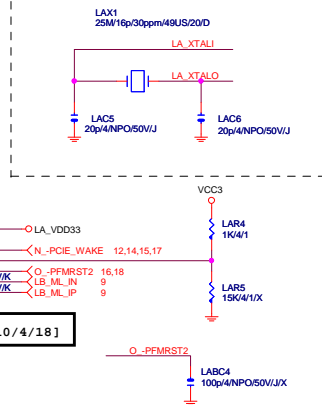 LAX1
25M/16p/30ppm/49US/20/D
LA_XTALI
LA_XTALO
LAC5
20p/4/NPO/50V/J
LAC6
20p/4/NPO/50V/J
VCC3
LA_VDD33
LAR4
1K/4/1
N_-PCIE_WAKE 12,14,15,17
O_-PFMRST2 16,18
/K LB_ML_IN 9
/K LB_ML_IP 9
LAR5
15K/4/1/X
0/4/18]
O_-PFMRST2
LABC4
100p/4/NPO/50V/J/X